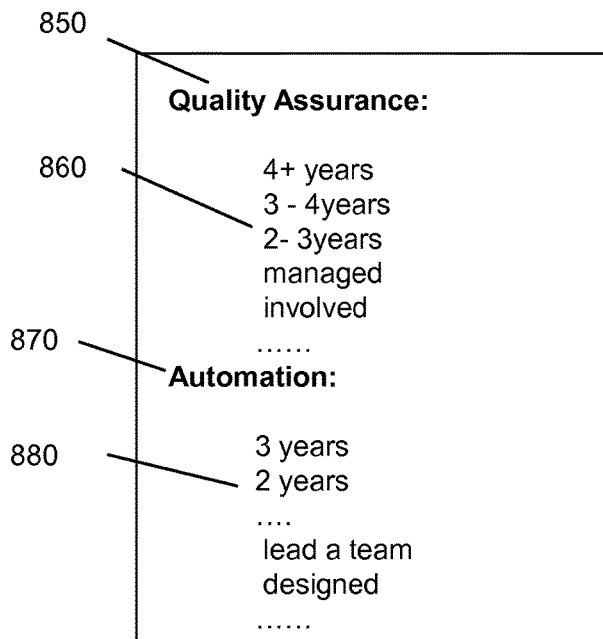 850
Quality Assurance:
860
4+ years
3 - 4years
2- 3years
managed
involved
......
870
Automation:
880
3 years
2 years
....
lead a team
designed
......